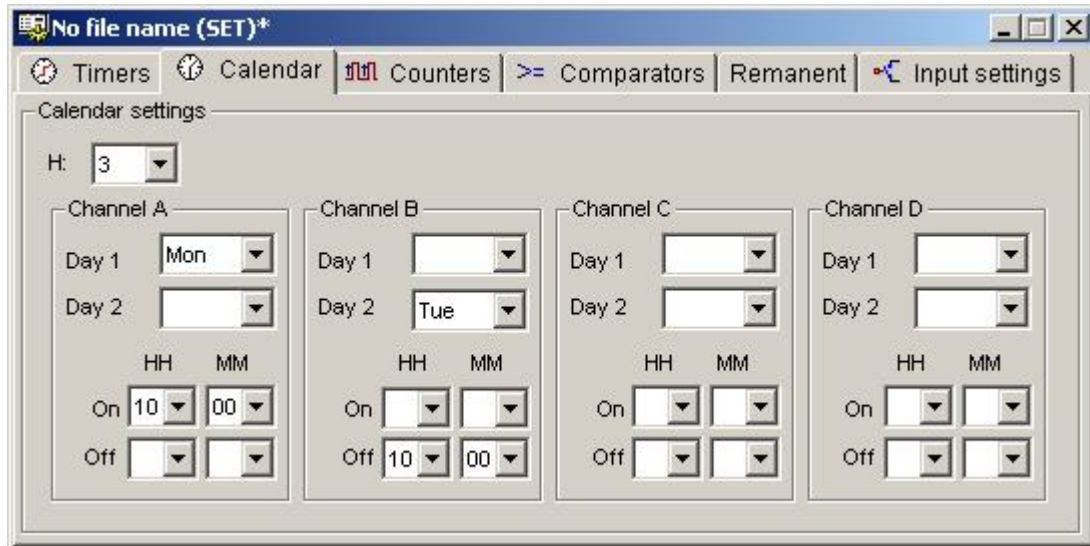 No file name (SET)*
Timers Calendar Counters >= Comparators Remanent Input settings
Calendar settings
H: 3
Channel A Channel B Channel C Channel D
Day 1 Mon Day 1 Day 1 Day 1
Day 2 Day 2 Tue Day 2 Day 2
HH MM HH MM HH MM HH MM
On 10 00 On On On
Off Off 10 00 Off Off